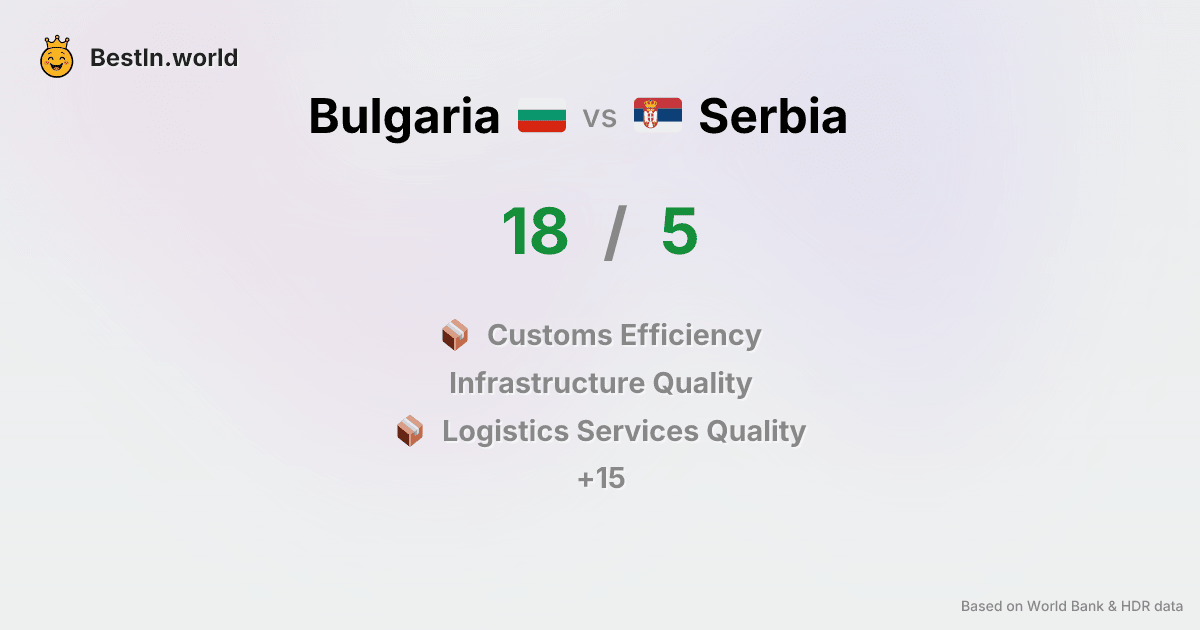 BestIn.world
Bulgaria vs Serbia
18 / 5
Customs Efficiency
Infrastructure Quality
Logistics Services Quality
+15
Based on World Bank & HDR data